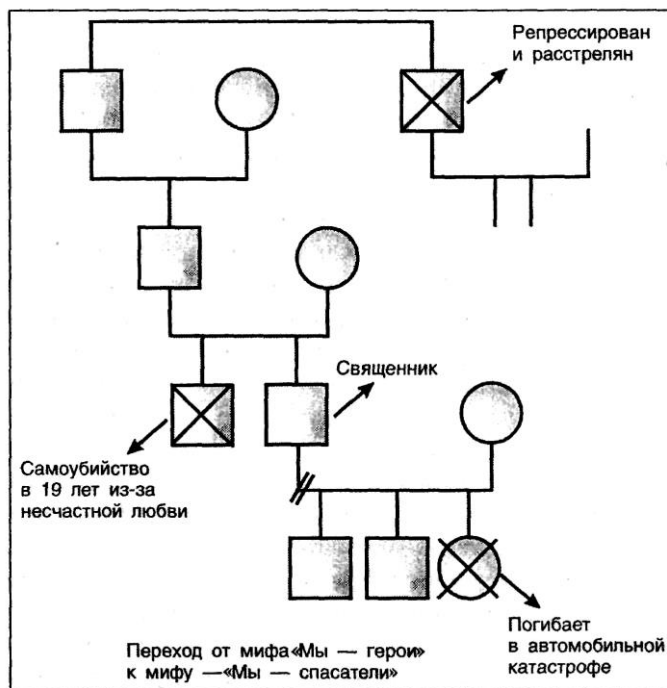 Репрессирован
и расстрелян
Священник
Самоубийство
в 19 лет из-за
несчастной любви
Погибает
в автомобильной
катастрофе
Переход от мифа«Мы — герои»
к мифу —«Мы — спасатели»